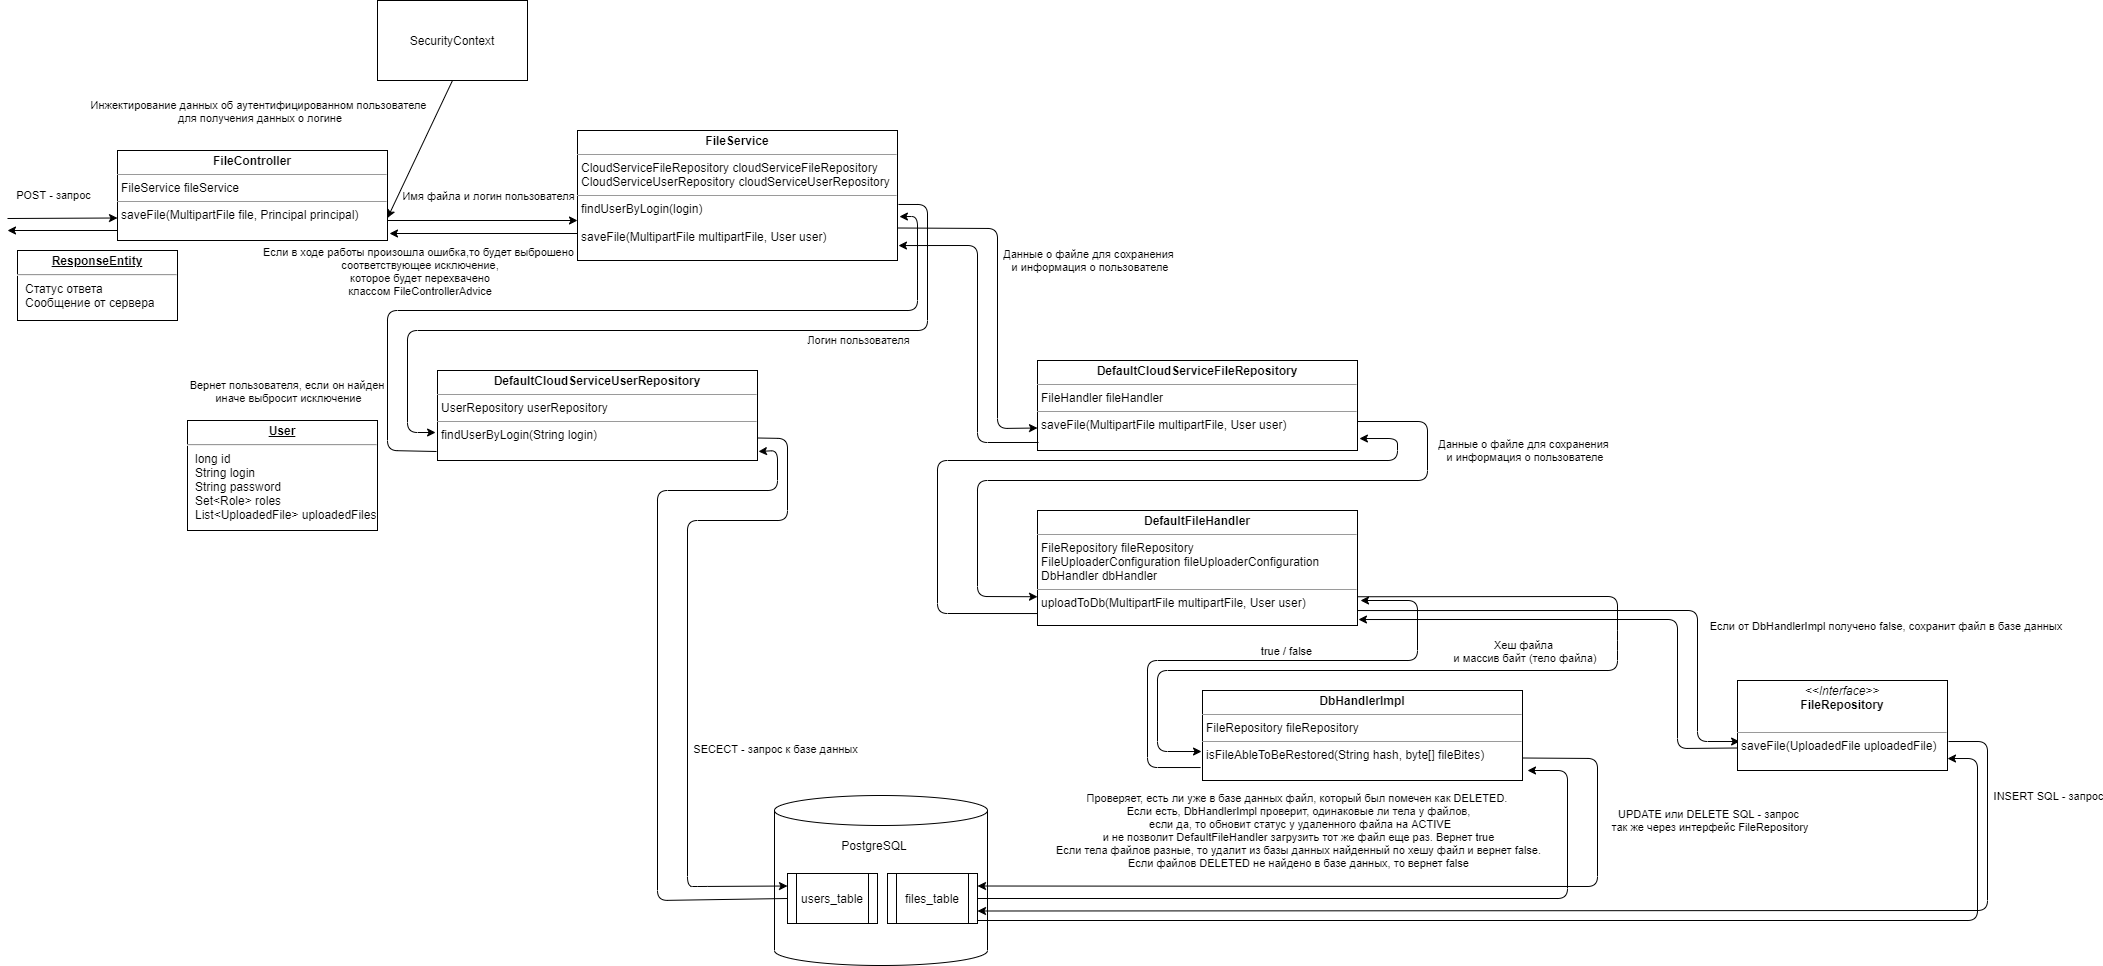 SecurityContext
Инжектирование данных об аутентифицированном пользователе
для получения данных о логине
FileController
FileService fileService
saveFile(MultipartFile file, Principal principal)
POST - запрос
ResponseEntity
Статус ответа
Сообщение от сервера
Имя файла и логин пользователя
Если в ходе работы произошла ошибка,то будет выброшено
соответствующее исключение,
которое будет перехвачено
классом FileControllerAdvice
FileService
CloudServiceFileRepository cloudServiceFileRepository
CloudServiceUserRepository cloudServiceUserRepository
findUserByLogin(login)
saveFile(MultipartFile multipartFile, User user)
Данные о файле для сохранения
и информация о пользователе
Логин пользователя
Вернет пользователя, если он найден
иначе выбросит исключение
User
long id
String login
String password
Set<Role> roles
List<UploadedFile> uploadedFiles
DefaultCloudServiceUserRepository
UserRepository userRepository
findUserByLogin(String login)
DefaultCloudServiceFileRepository
FileHandler fileHandler
saveFile(MultipartFile multipartFile, User user)
Данные о файле для сохранения
и информация о пользователе
DefaultFileHandler
FileRepository fileRepository
FileUploaderConfiguration fileUploaderConfiguration
DbHandler dbHandler
uploadToDb(MultipartFile multipartFile, User user)
Если от DbHandlerImpl получено false, сохранит файл в базе данных
true / false
Хеш файла
и массив байт (тело файла)
DbHandlerImpl
FileRepository fileRepository
isFileAbleToBeRestored(String hash, byte[] fileBites)
<<Interface>>
FileRepository
saveFile(UploadedFile uploadedFile)
SECECT - запрос к базе данных
Проверяет, есть ли уже в базе данных файл, который был помечен как DELETED.
Если есть, DbHandlerImpl проверит, одинаковые ли тела у файлов,
если да, то обновит статус у удаленного файла на ACTIVE
и не позволит DefaultFileHandler загрузить тот же файл еще раз. Вернет true
Если тела файлов разные, то удалит из базы данных найденный по хешу файл и вернет false.
Если файлов DELETED не найдено в базе данных, то вернет false
UPDATE или DELETE SQL - запрос
так же через интерфейс FileRepository
INSERT SQL - запрос
PostgreSQL
users_table
files_table